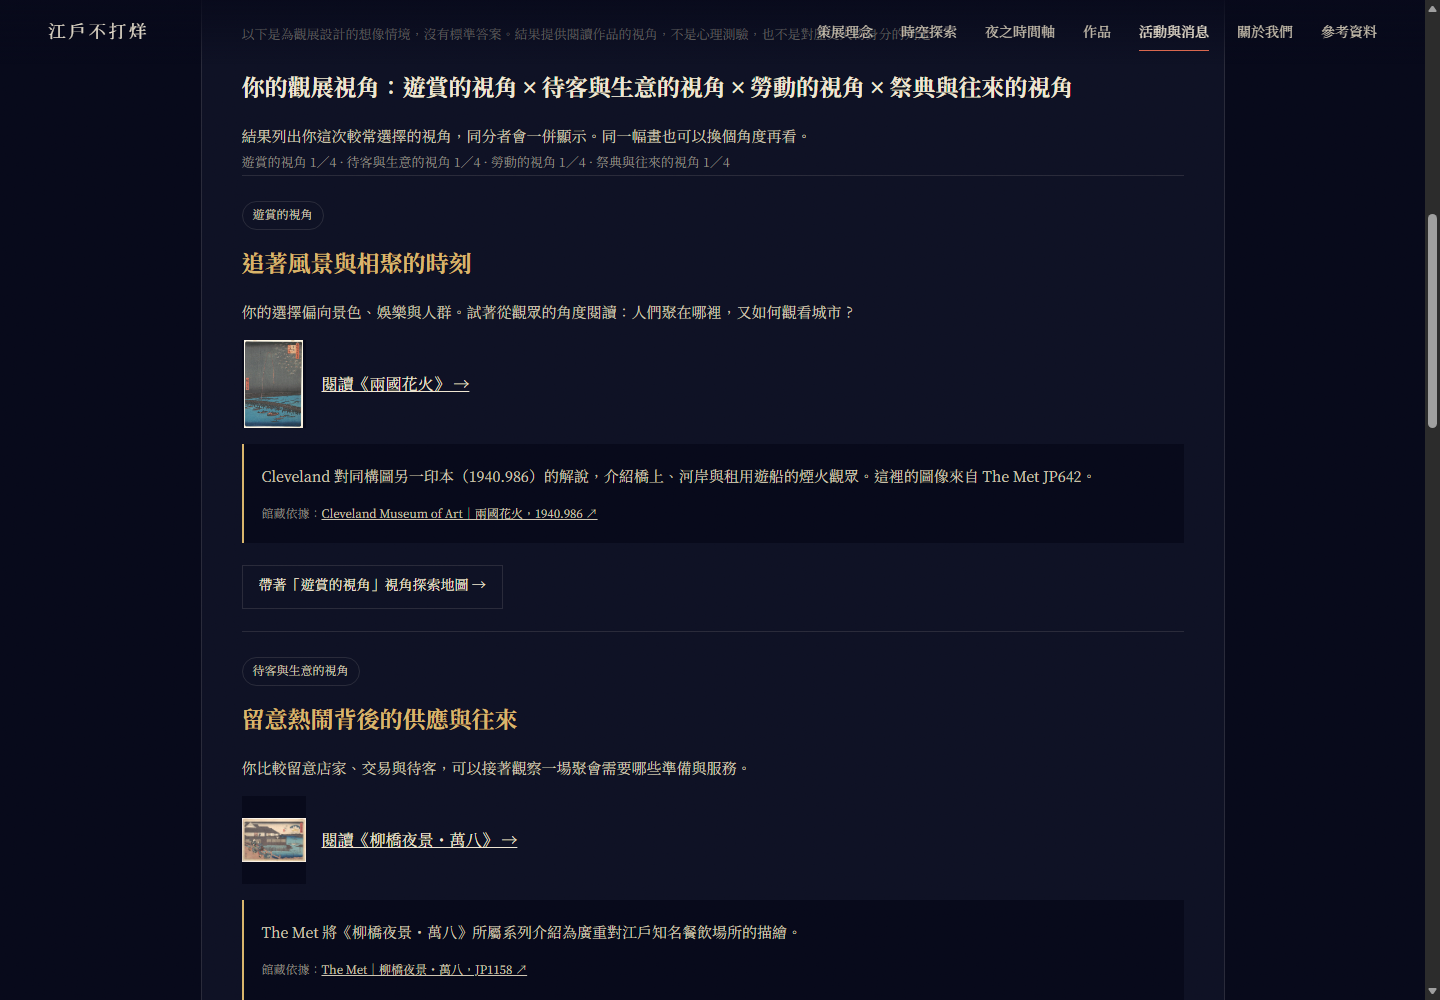 江戶不打烊
策展理念
時空探索
夜之時間軸
作品
活動與消息
關於我們
參考資料
以下是為觀展設計的想像情境，沒有標準答案。結果提供閱讀作品的視角，不是心理測驗，也不是對
你的觀展視角：遊賞的視角 × 待客與生意的視角 × 勞動的視角 × 祭典與往來的視角
結果列出你這次較常選擇的視角，同分者會一併顯示。同一幅畫也可以換個角度再看。
遊賞的視角 1／4 · 待客與生意的視角 1／4 · 勞動的視角 1／4 · 祭典與往來的視角 1／4
遊賞的視角
追著風景與相聚的時刻
你的選擇偏向景色、娛樂與人群。試著從觀眾的角度閱讀：人們聚在哪裡，又如何觀看城市？
閱讀《兩國花火》 →
Cleveland 對同構圖另一印本（1940.986）的解說，介紹橋上、河岸與租用遊船的煙火觀眾。這裡的圖像來自 The Met JP642。
館藏依據：Cleveland Museum of Art｜兩國花火，1940.986 ↗
帶著「遊賞的視角」視角探索地圖 →
待客與生意的視角
留意熱鬧背後的供應與往來
你比較留意店家、交易與待客，可以接著觀察一場聚會需要哪些準備與服務。
閱讀《柳橋夜景・萬八》 →
The Met 將《柳橋夜景・萬八》所屬系列介紹為廣重對江戶知名餐飲場所的描繪。
館藏依據：The Met｜柳橋夜景・萬八，JP1158 ↗